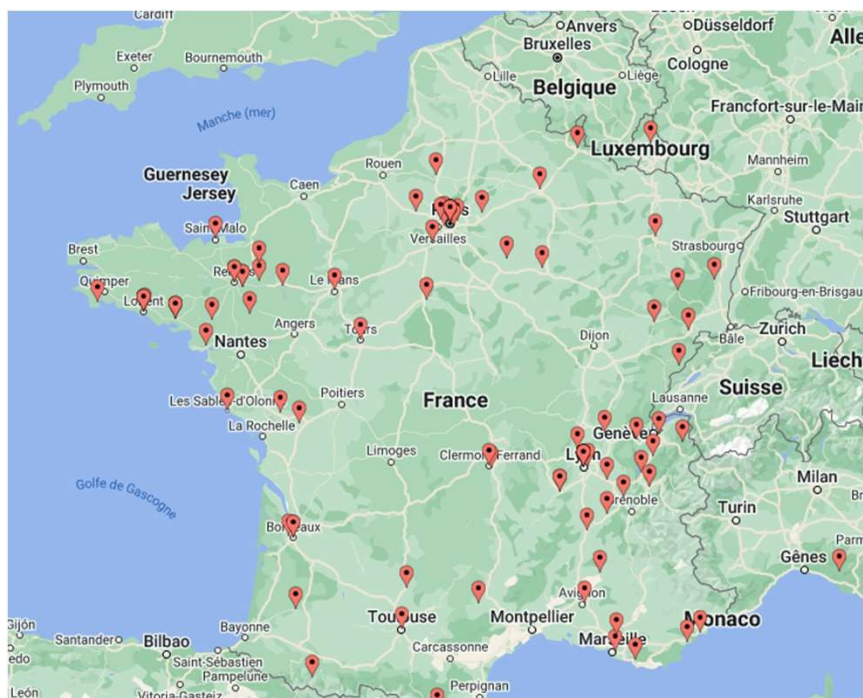 Cardiff
Anvers
Düsseldorf
Exeter
Bournemouth
Bruxelles
Alle
Plymouth
Lille
Liège
Cologne
Belgique
Manche (mer)
Francfort-sur-le-Main
Luxembourg
Rouen
Mannheim
Guernesey
Jersey
Caen
Karlsruhe
Stuttgart
Versailles
Strasbourg
Brest
Quimper
Le Mans
Fribourg-en-Brisgau
Lorient
Angers
Tours
Nantes
Dijon
Bâle
Zurich
Liech
Suisse
Poitiers
France
Lausanne
Les Sables-d'Olonne
La Rochelle
Genève
Limoges
Clermont-Ferrand
Lyon
Golfe de Gascogne
Grenoble
Milan
Turin
Bordeaux
Parm
Gênes
Avignon
Gijón
Santander
Bilbao
Bayonne
Toulouse
Montpellier
Monaco
Marseille
Saint-Sébastien
Carcassonne
Pampelune
León
Vitoria-Gasteiz
Perpignan